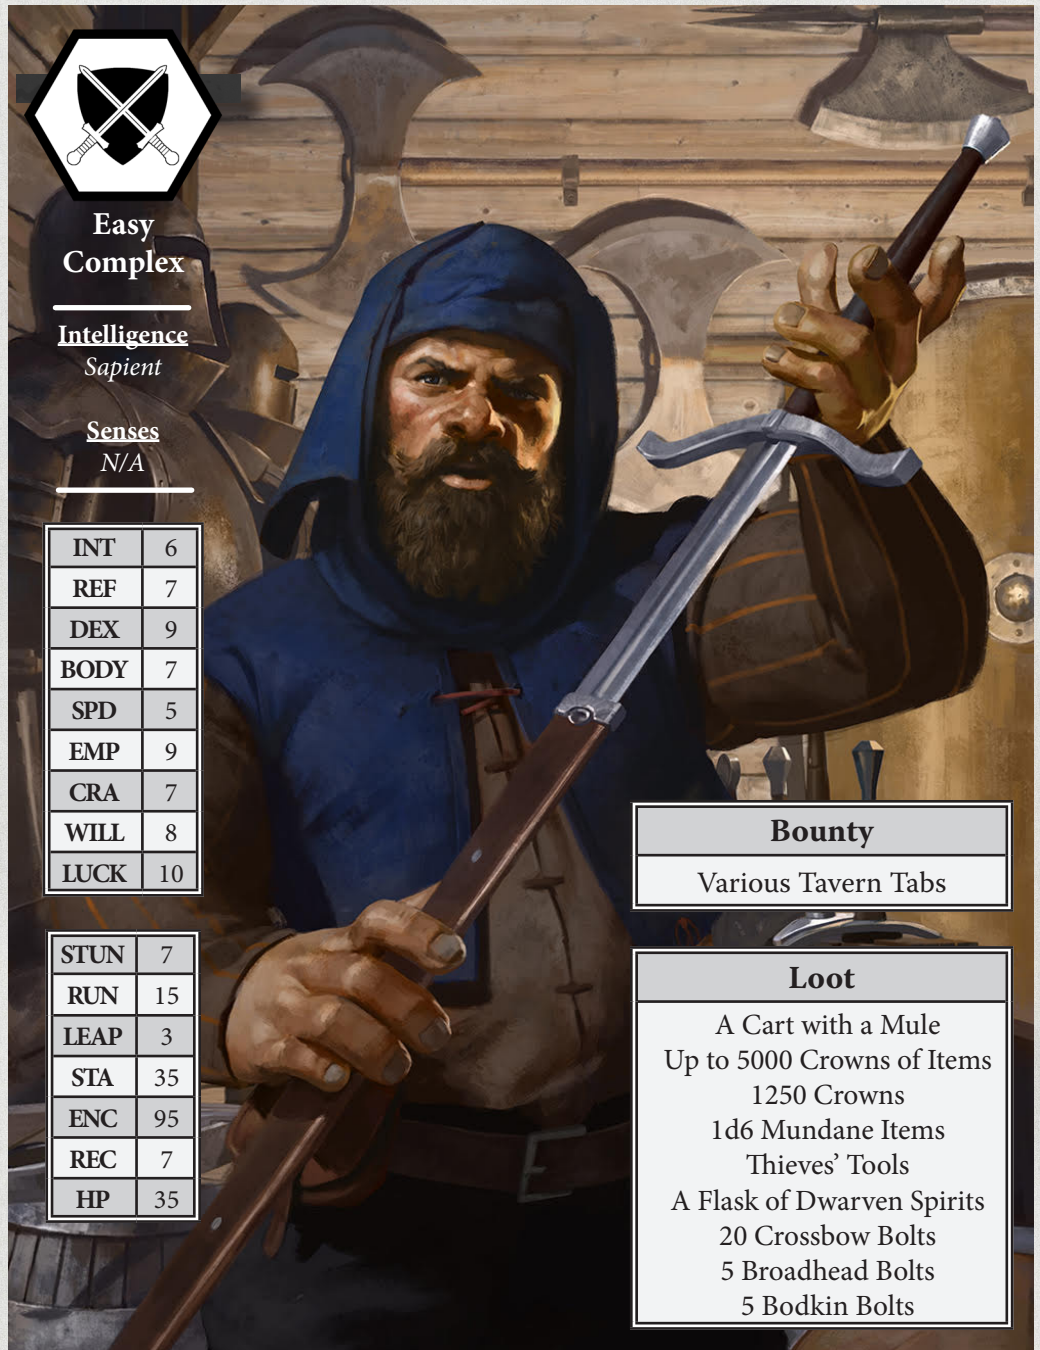 Easy
Complex
Intelligence
Sapient
Senses
N/A
INT 6
REF 7
DEX 9
BODY 7
SPD 5
EMP 9
CRA 7
WILL 8
LUCK 10
STUN 7
RUN 15
LEAP 3
STA 35
ENC 95
REC 7
HP 35
Bounty
Various Tavern Tabs
Loot
A Cart with a Mule
Up to 5000 Crowns of Items
1250 Crowns
1d6 Mundane Items
Thieves’ Tools
A Flask of Dwarven Spirits
20 Crossbow Bolts
5 Broadhead Bolts
5 Bodkin Bolts